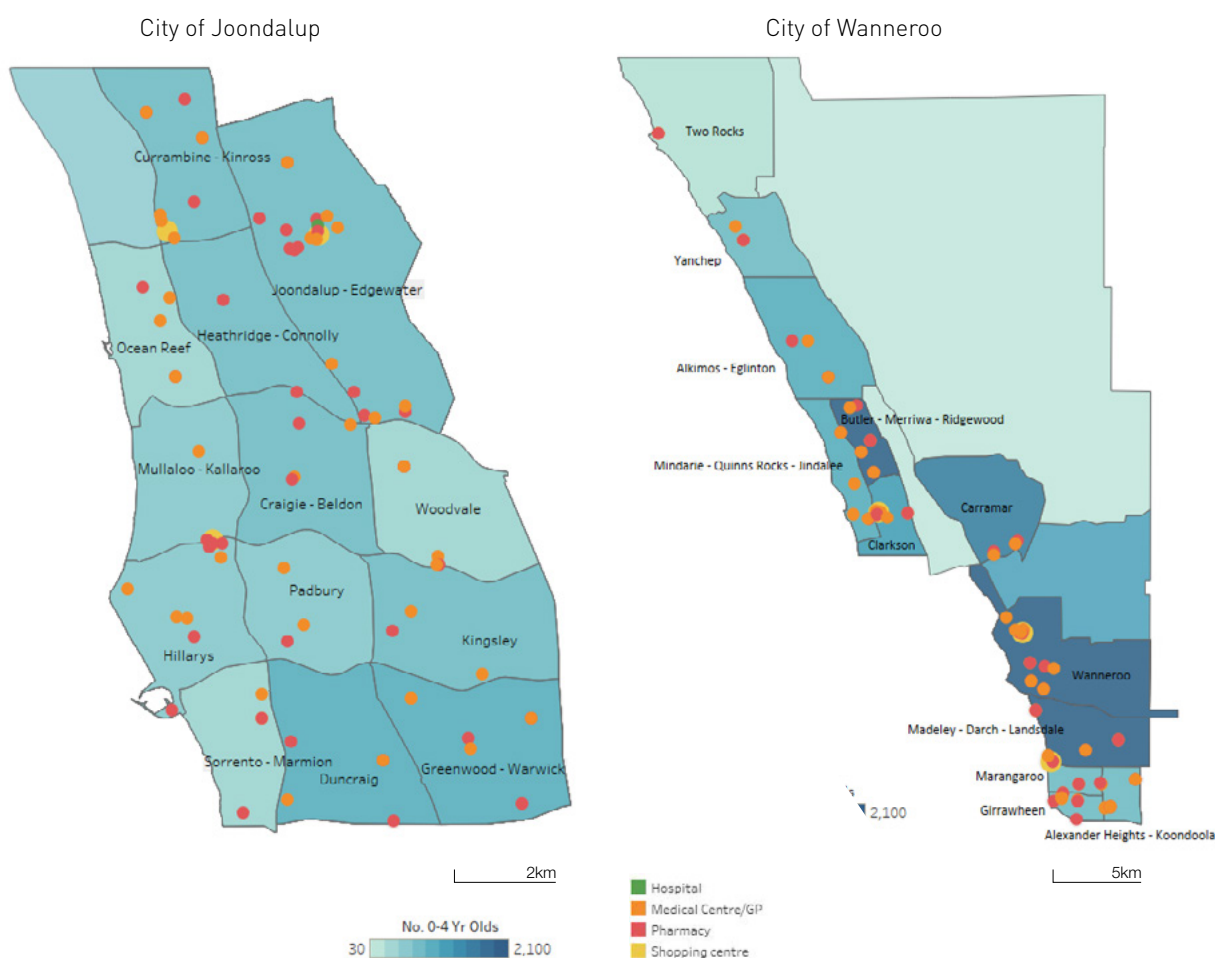 City of Joondalup
City of Wanneroo
Currambine - Kinross
Joondalup - Edgewater
Heathridge - Connolly
Ocean Reef
Mullaloo - Kallaroo
Craigie - Beldon
Woodvale
Padbury
Kingsley
Hillarys
Sorrento - Marmion
Duncraig
Greenwood - Warwick
2km
Two Rocks
Yanchep
Alkimos - Eglinton
Butler - Merriwa - Ridgewood
Mindarie - Quinns Rocks - Jindalee
Carramar
Clarkson
Wanneroo
Madeley - Darch - Landsdale
Marangaroo
Girrawheen
Alexander Heights - Koondoola
2,100
5km
Hospital
Medical Centre/GP
Pharmacy
Shopping centre
No. 0-4 Yr Olds
30
2,100